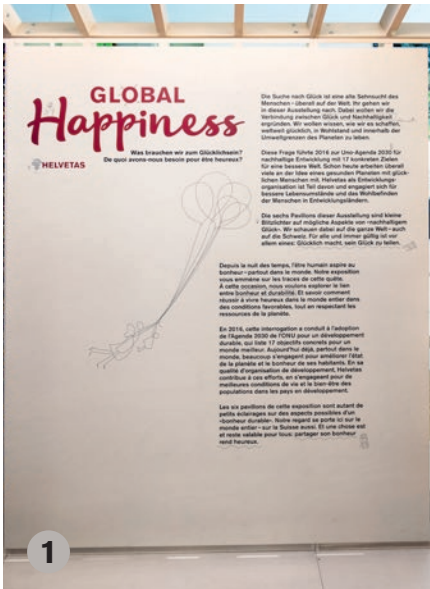 GLOBAL
Happiness
Was brauchen wir zum Glücklichsein?
De quoi avons-nous besoin pour être heureux?
HELVETAS
Die Suche nach Glück ist eine alte Sehnsucht des
Menschen – überall auf der Welt. Ihr gehen wir
in dieser Ausstellung nach. Dabei wollen wir die
Verbindung zwischen Glück und Nachhaltigkeit
ergründen. Wir wollen wissen, wie wir es schaffen,
weltweit glücklich, in Wohlstand und innerhalb der
Umweltgrenzen des Planeten zu leben.
Diese Frage führte 2016 zur Uno-Agenda 2030 für
nachhaltige Entwicklung mit 17 konkreten Zielen
für eine bessere Welt. Schon heute arbeiten überall
viele an der Idee eines gesunden Planeten mit glück-
lichen Menschen mit. Helvetas als Entwicklungs-
organisation ist Teil davon und engagiert sich für
bessere Lebensumstände und das Wohlbefinden
der Menschen in Entwicklungsländern.
Die sechs Pavillons dieser Ausstellung sind kleine
Blitzlichter auf mögliche Aspekte von «nachhaltigem
Glück». Wir schauen dabei auf die ganze Welt – auch
auf die Schweiz. Für alle und immer gültig ist vor
allem eines: Glücklich macht, sein Glück zu teilen.
Depuis la nuit des temps, l'être humain aspire au
bonheur – partout dans le monde. Notre exposition
vous emmène sur les traces de cette quête.
À cette occasion, nous voulons explorer le lien
entre bonheur et durabilité. Et savoir comment
réussir à vivre heureux dans le monde entier dans
des conditions favorables, tout en respectant les
ressources de la planète.
En 2016, cette interrogation a conduit à l'adoption
de l'Agenda 2030 de l'ONU pour un développement
durable, qui liste 17 objectifs concrets pour un
monde meilleur. Aujourd'hui déjà, partout dans le
monde, beaucoup s'engagent pour améliorer l'état
de la planète et le bonheur de ses habitants. En sa
qualité d'organisation de développement, Helvetas
contribue à ces efforts, en s'engageant pour de
meilleures conditions de vie et le bien-être des
populations dans les pays en développement.
Les six pavillons de cette exposition sont autant de
petits éclairages sur des aspects possibles d'un
«bonheur durable». Notre regard se porte ici sur le
monde entier – sur la Suisse aussi. Et une chose est
et reste valable pour tous: partager son bonheur
rend heureux.
1